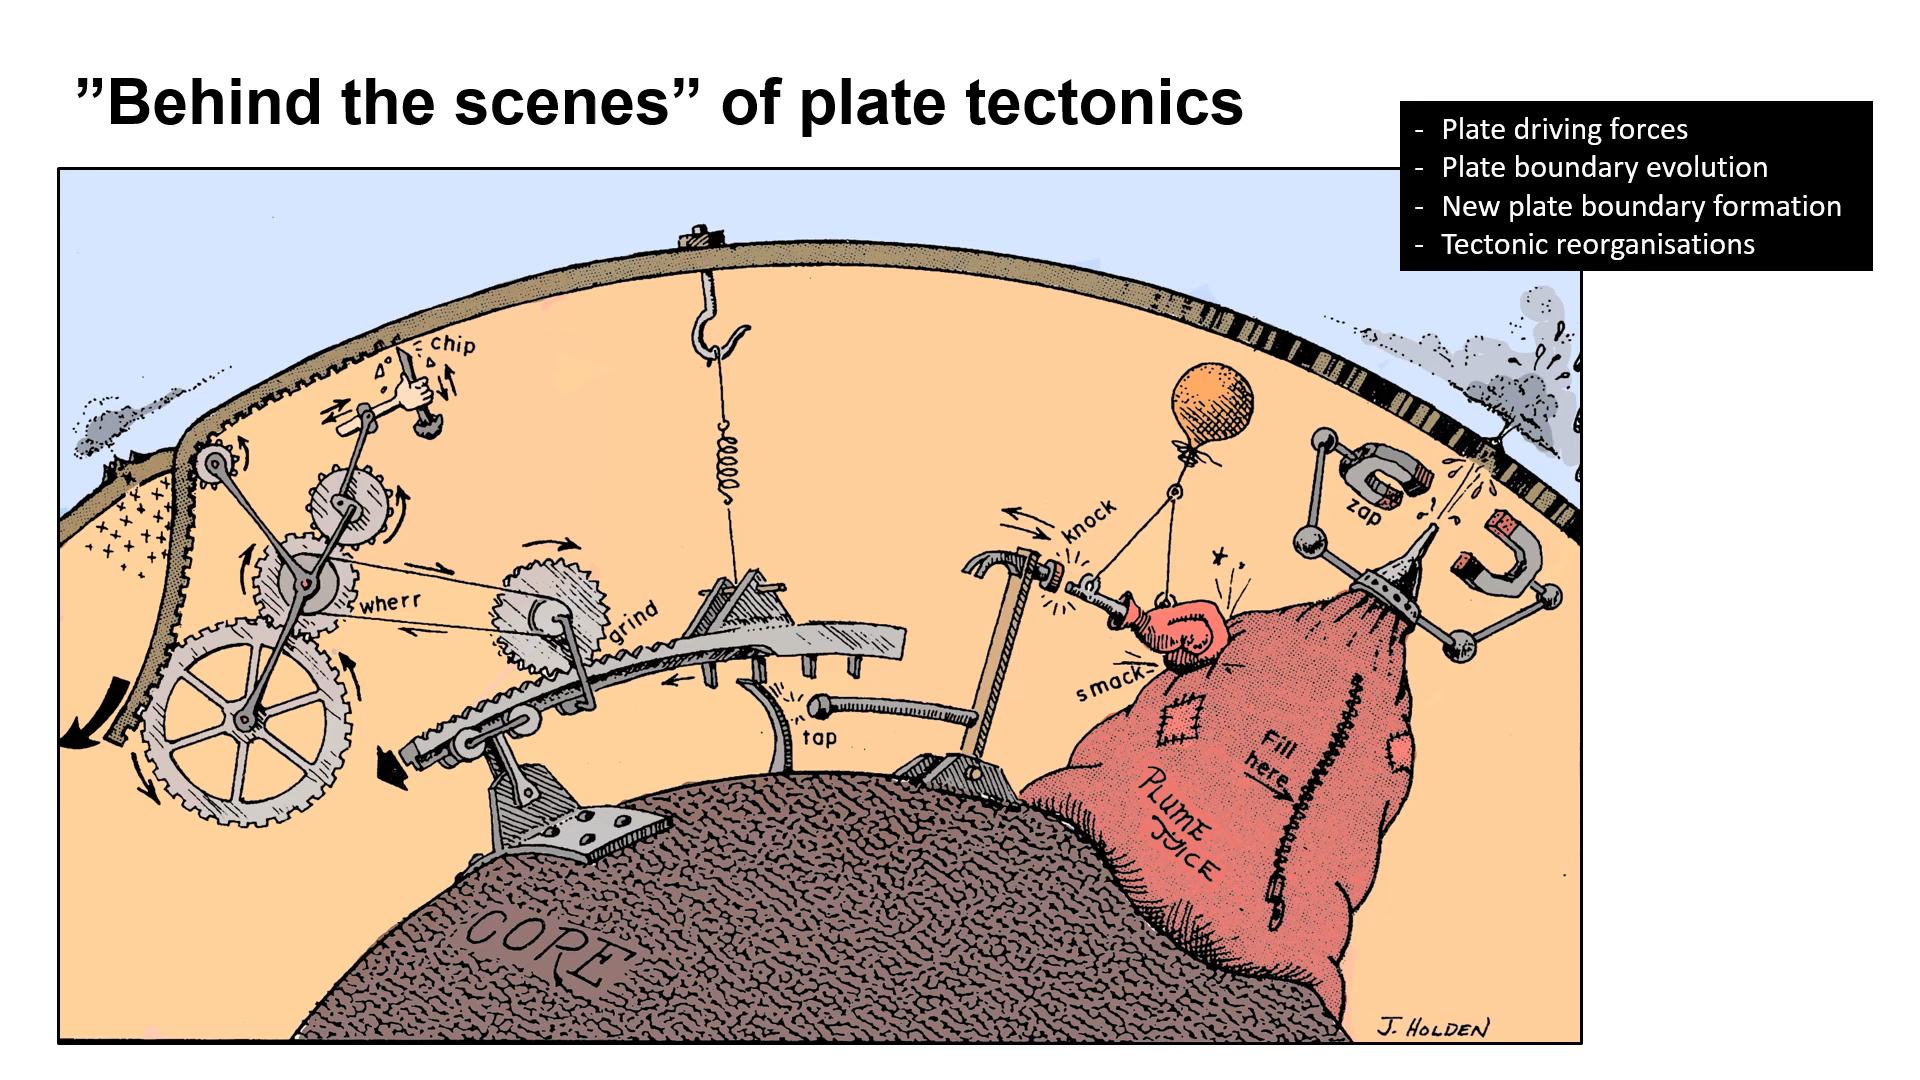 ”Behind the scenes” of plate tectonics
- Plate driving forces
- Plate boundary evolution
- New plate boundary formation
- Tectonic reorganisations
chip
knock
zap
wherr
grind
smack
tap
Fill
here
PLUME
JUICE
CORE
J. HOLDEN